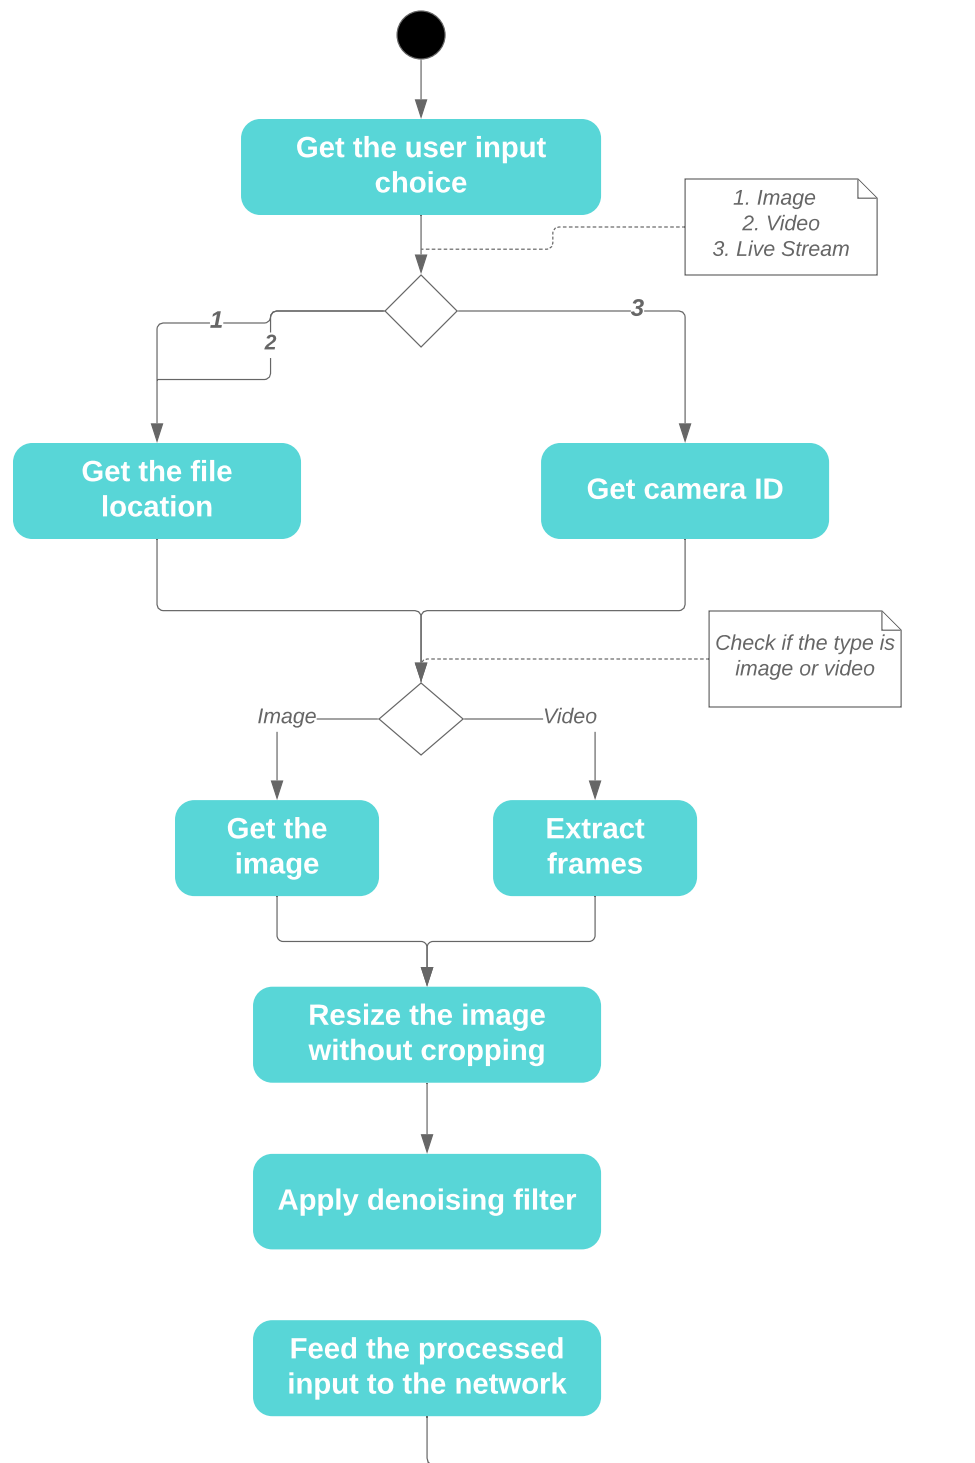 Get the user input
choice
1. Image
2. Video
3. Live Stream
1
2
3
Get the file
location
Get camera ID
Check if the type is
image or video
Image
Video
Get the
image
Extract
frames
Resize the image
without cropping
Apply denoising filter
Feed the processed
input to the network